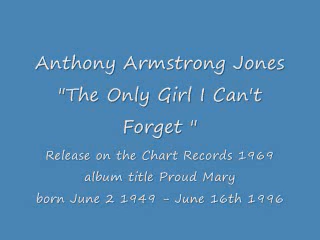 Anthony Armstrong Jones
"The Only Girl I Can't
Forget "
Release on the Chart Records 1969
album title Proud Mary
born June 2 1949 - June 16th 1996